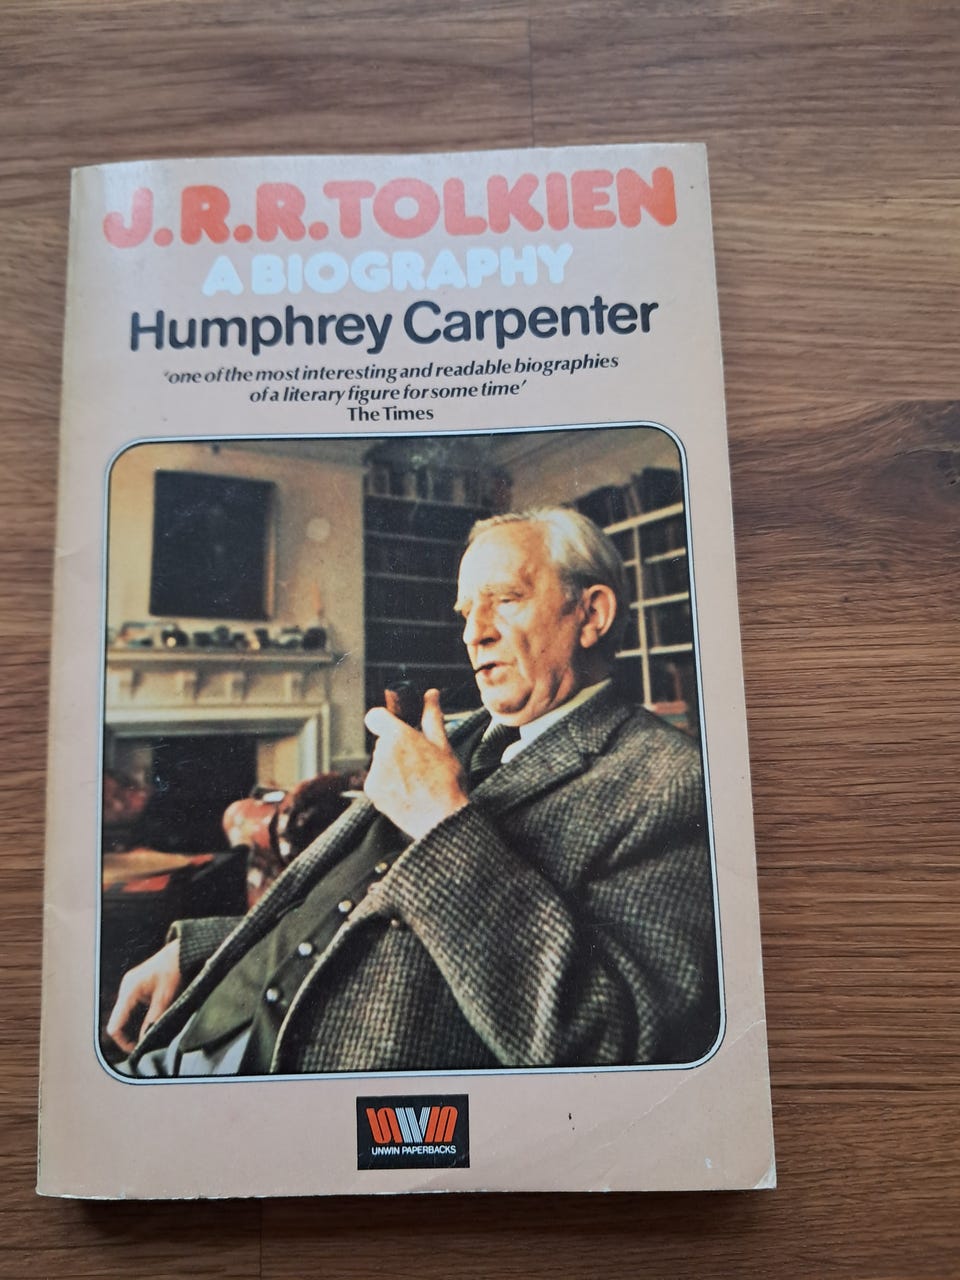 J.R.R.TOLKIEN
A BIOGRAPHY
Humphrey Carpenter
'one of the most interesting and readable biographies
of a literary figure for some time'
The Times
UNWIN
UNWIN PAPERBACKS